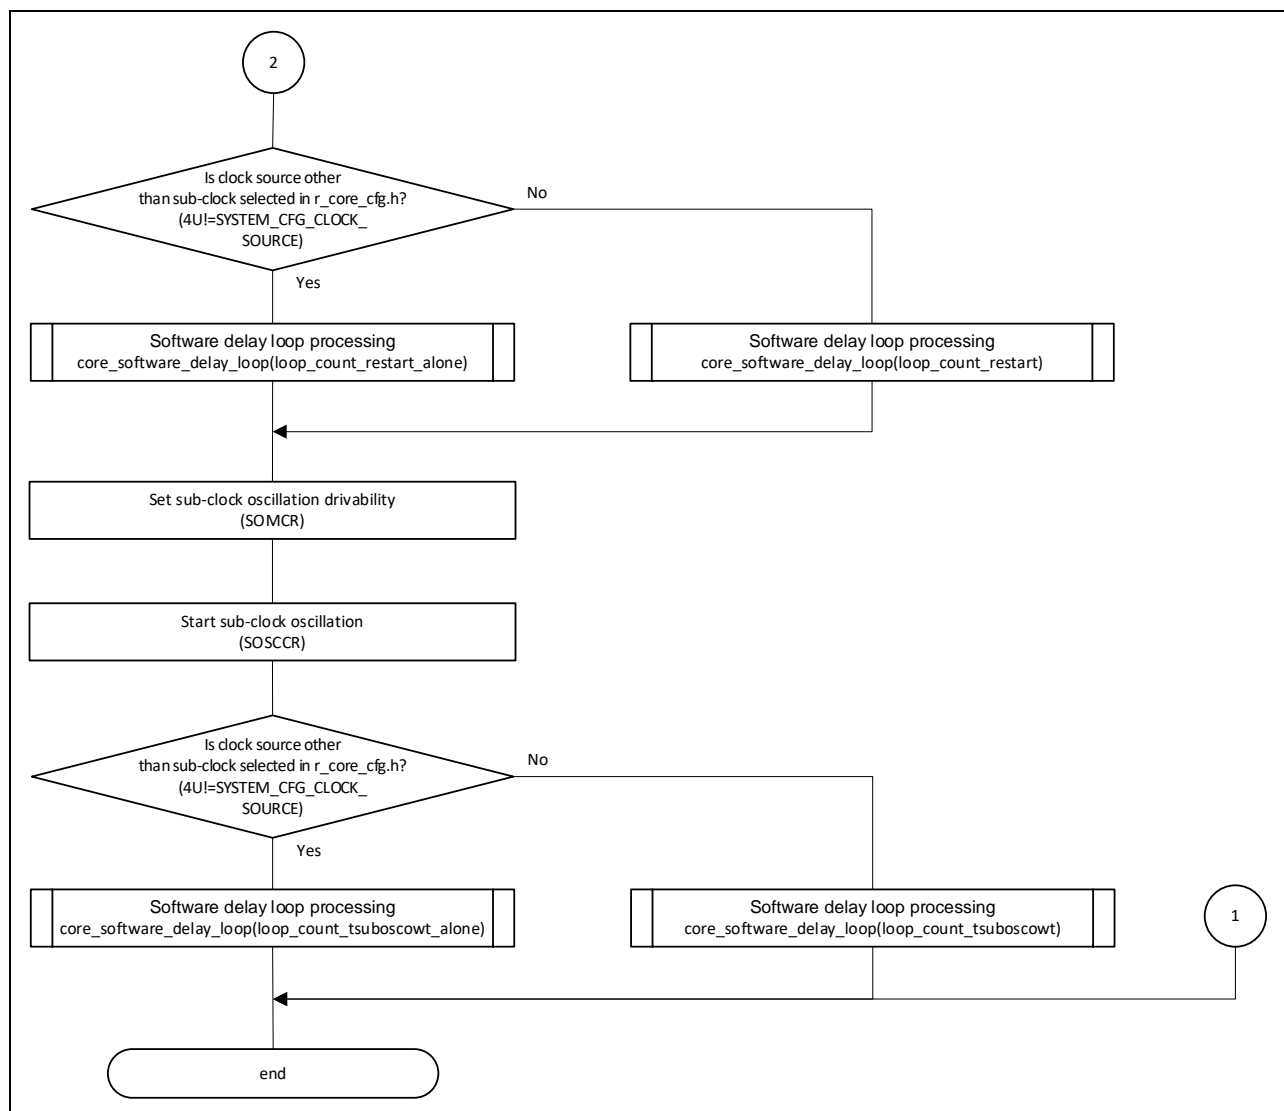 2
Is clock source other
than sub-clock selected in r_core_cfg.h?
(4U!=SYSTEM_CFG_CLOCK_
SOURCE)
No
Yes
Software delay loop processing
core_software_delay_loop(loop_count_restart_alone)
Software delay loop processing
core_software_delay_loop(loop_count_restart)
Set sub-clock oscillation drivability
(SOMCR)
Start sub-clock oscillation
(SOSCCR)
Is clock source other
than sub-clock selected in r_core_cfg.h?
(4U!=SYSTEM_CFG_CLOCK_
SOURCE)
No
Yes
Software delay loop processing
core_software_delay_loop(loop_count_tsuboscowt_alone)
Software delay loop processing
core_software_delay_loop(loop_count_tsuboscowt)
1
end